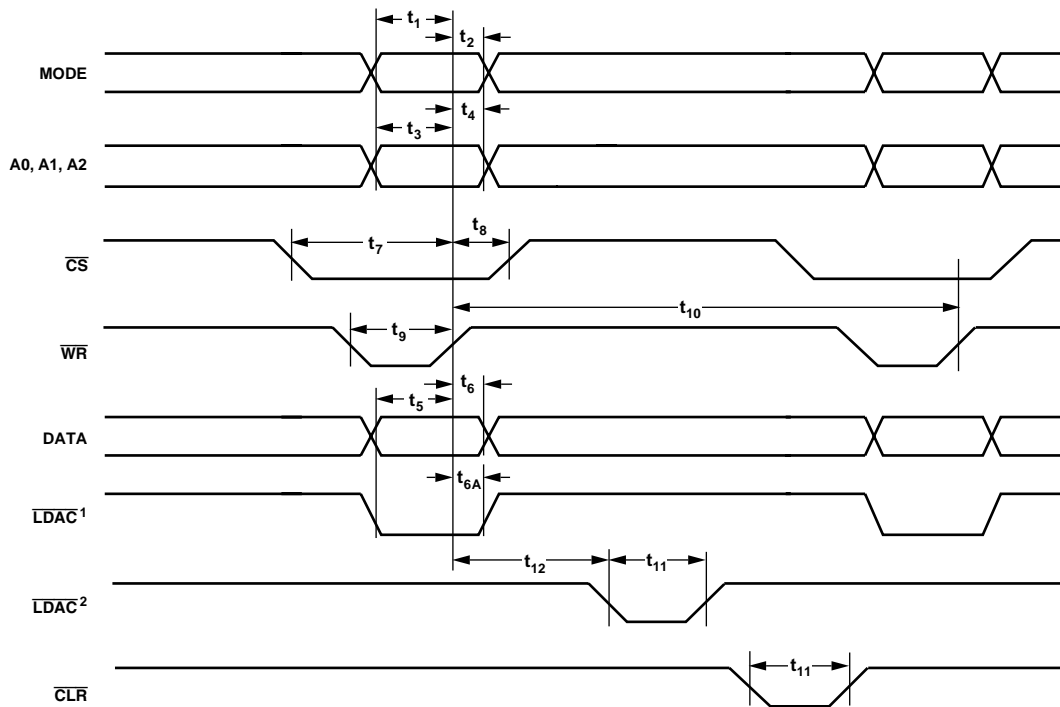 t1
t2
MODE
t4
t3
A0, A1, A2
t7
t8
CS
t10
t9
WR
t6
t5
DATA
t6A
LDAC1
t12
t11
LDAC2
t11
CLR